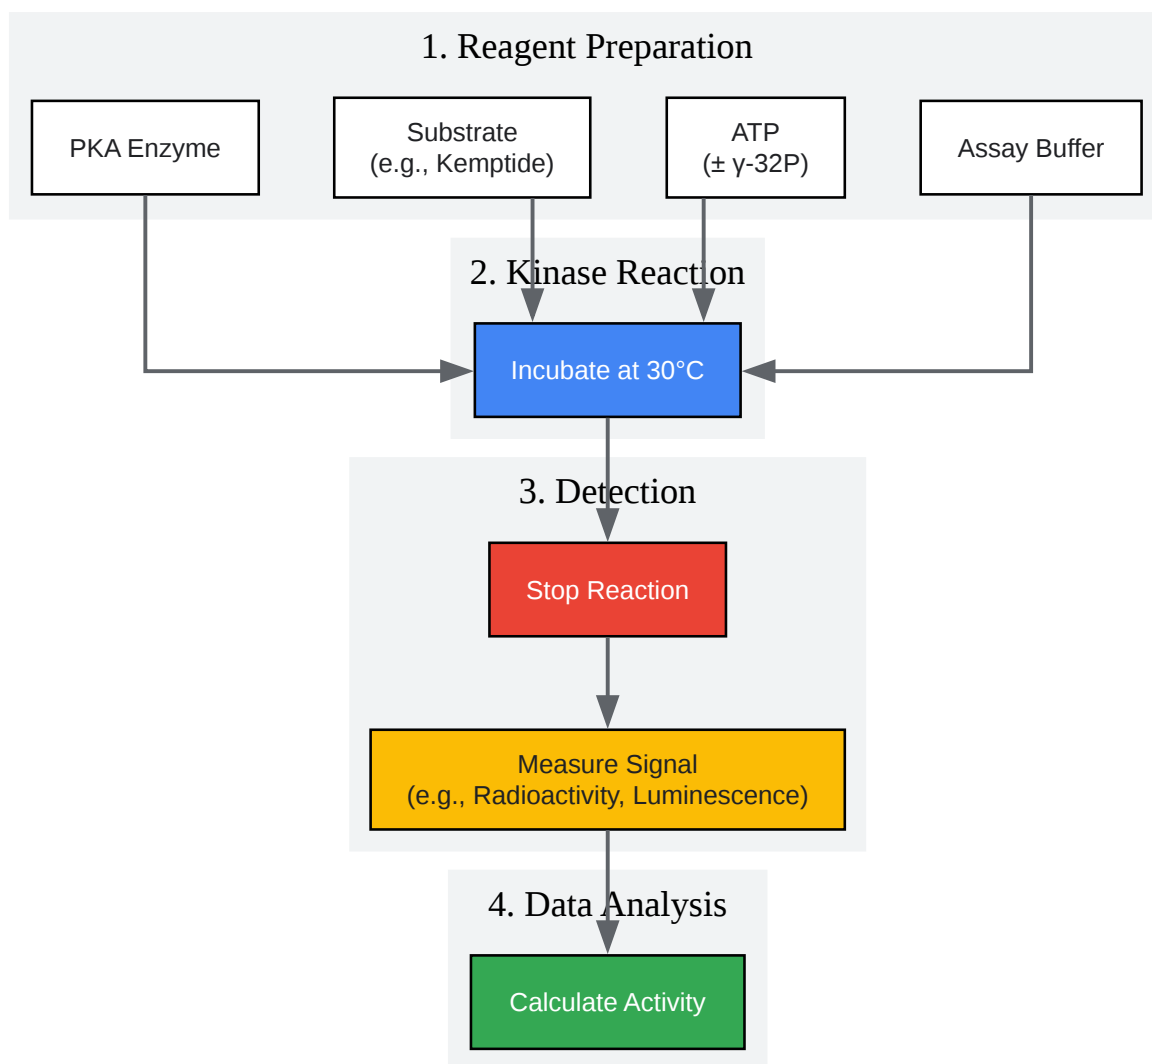 1. Reagent Preparation
PKA Enzyme
Substrate
(e.g., Kemptide)
ATP
(± γ-32P)
Assay Buffer
2. Kinase Reaction
Incubate at 30°C
3. Detection
Stop Reaction
Measure Signal
(e.g., Radioactivity, Luminescence)
4. Data Analysis
Calculate Activity